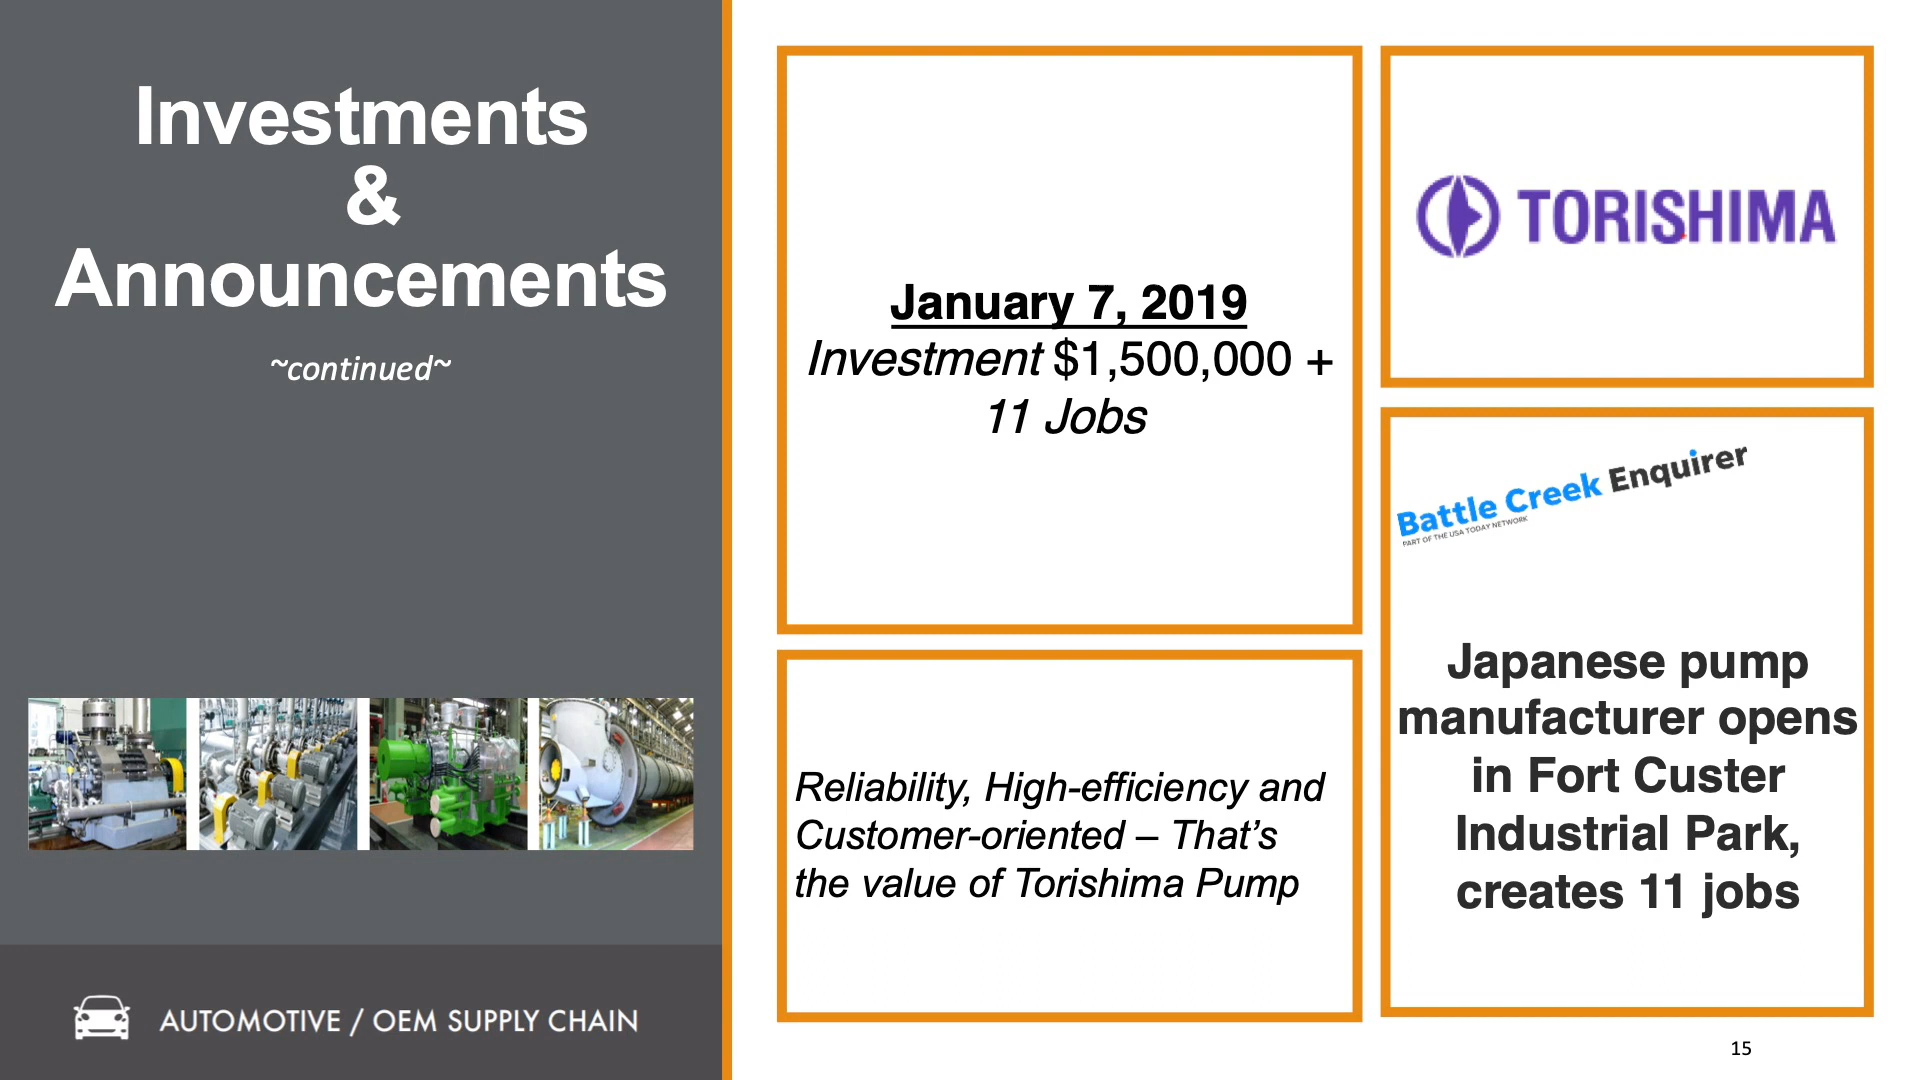 Investments
&
Announcements
~continued~
AUTOMOTIVE / OEM SUPPLY CHAIN
January 7, 2019
Investment $1,500,000 +
11 Jobs
Reliability, High-efficiency and
Customer-oriented – That's
the value of Torishima Pump
TORISHIMA
Battle Creek Enquirer
PART OF THE USA TODAY NETWORK
Japanese pump
manufacturer opens
in Fort Custer
Industrial Park,
creates 11 jobs
15